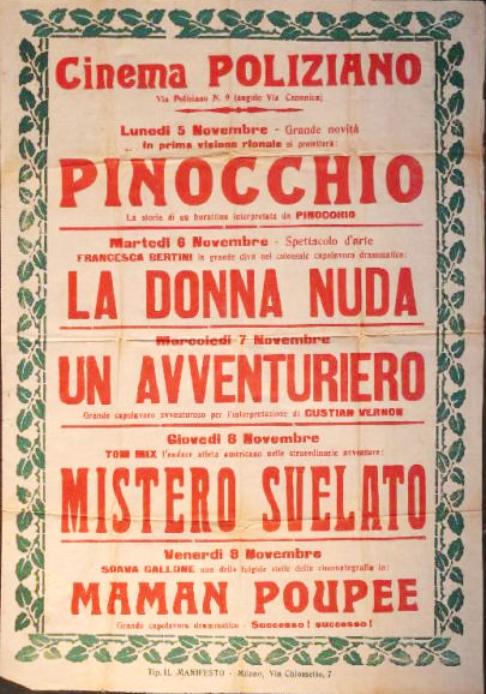 Cinema POLIZIANO
Via Poliziano N. 9 (angolo Via Canonica)
Lunedì 5 Novembre - Grande novità
In prima visione rionale si proietterà:
PINOCCHIO
La storia di un burattino interpretata da PINOCCHIO
Martedì 6 Novembre - Spettacolo d'arte
FRANCESCA BERTINI la grande diva nel colossale capolavoro drammatico:
LA DONNA NUDA
Mercoledì 7 Novembre
UN AVVENTURIERO
Grande capolavoro avventuroso per l'interpretazione di
Giovedì 8 Novembre
TOM MIX l'audace atleta americano nelle straordinarie avventure:
MISTERO SVELATO
Venerdì 9 Novembre
SOAVA GALLONE una delle fulgide stelle della cinematografia in:
MAMAN POUPEE
Grande capolavoro drammatico - Successo! successo!
Tip. IL MANIFESTO - Milano, Via Chiossetto, 7